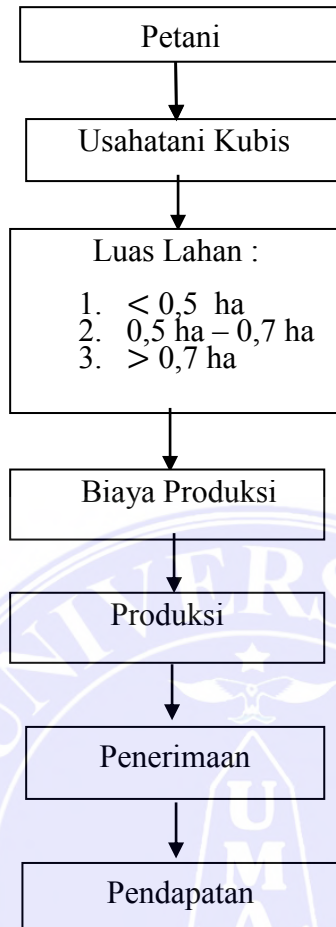 Petani
Usahatani Kubis
Luas Lahan :
1. < 0,5 ha
2. 0,5 ha – 0,7 ha
3. > 0,7 ha
Biaya Produksi
Produksi
UNIVER
Penerimaan
U
M
A
Pendapatan